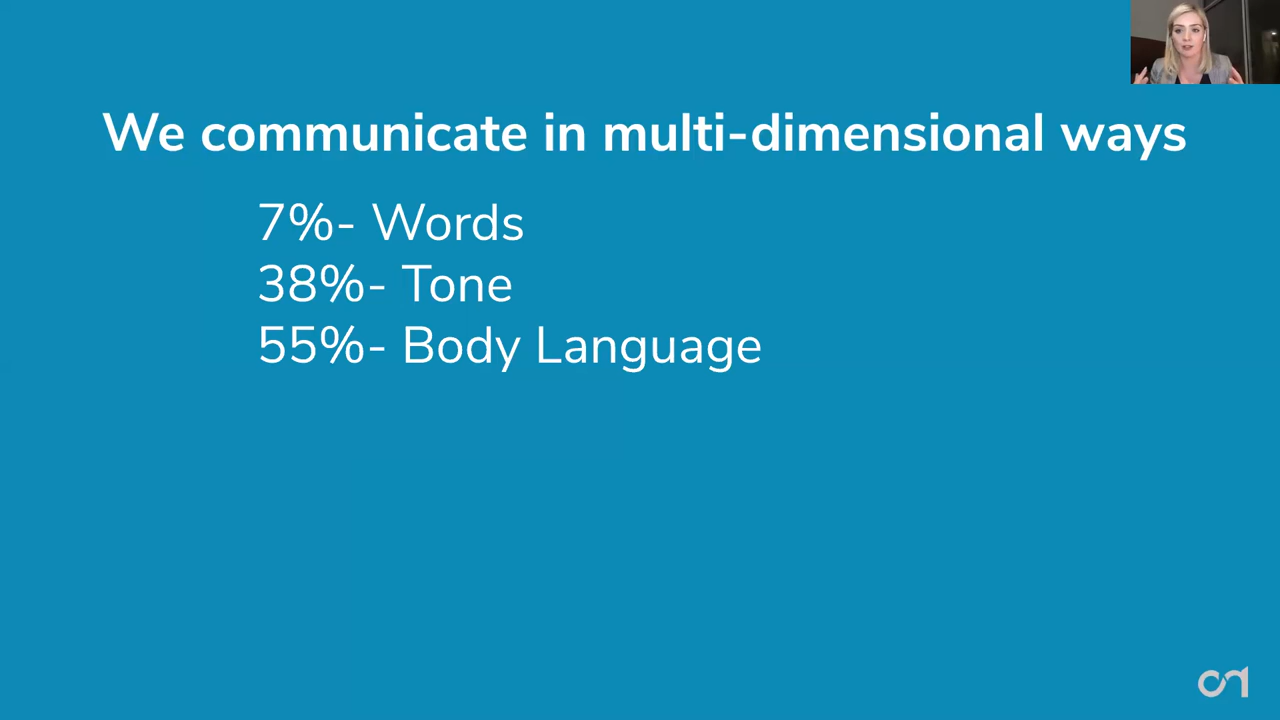 We communicate in multi-dimensional ways
7%- Words
38%- Tone
55%- Body Language